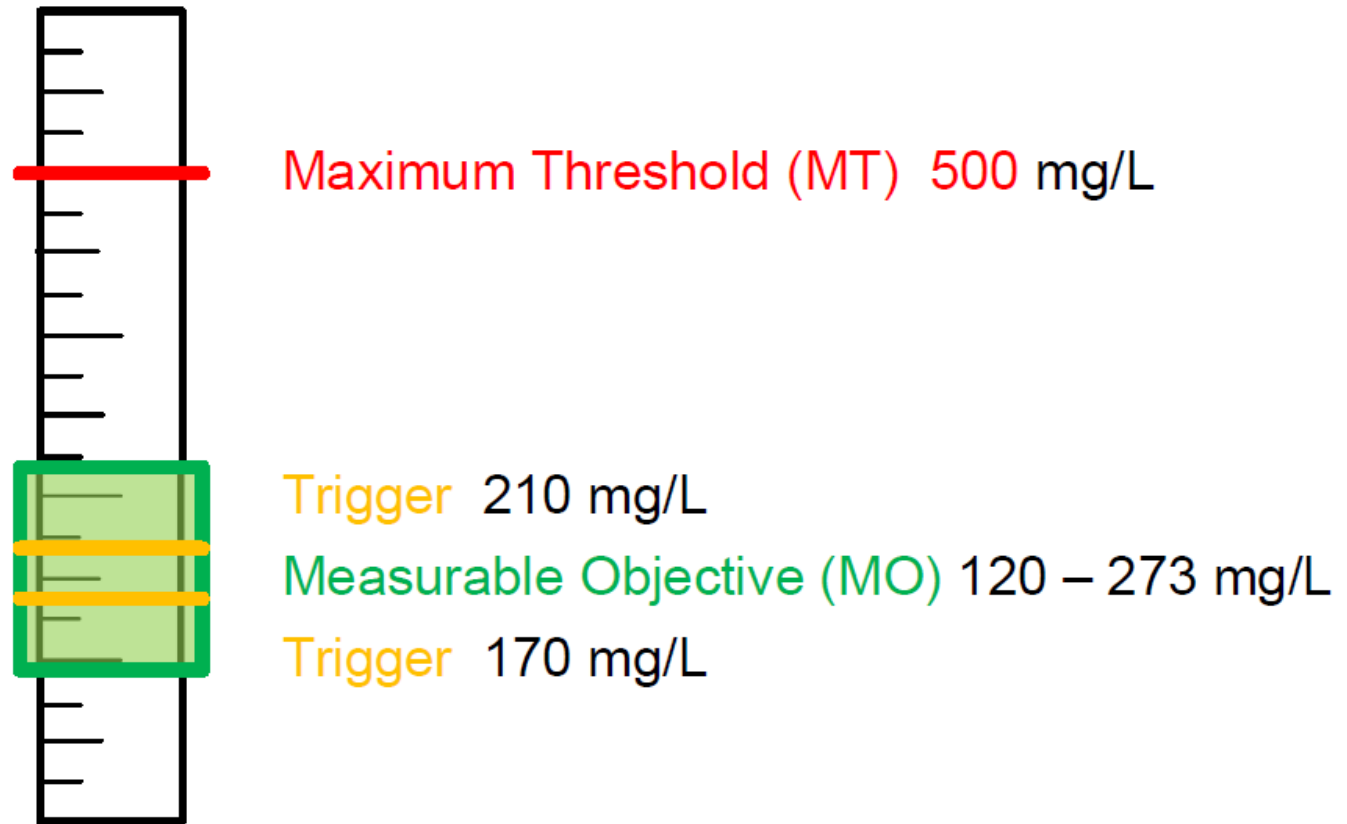 Maximum Threshold (MT) 500 mg/L
Trigger 210 mg/L
Measurable Objective (MO) 120 – 273 mg/L
Trigger 170 mg/L